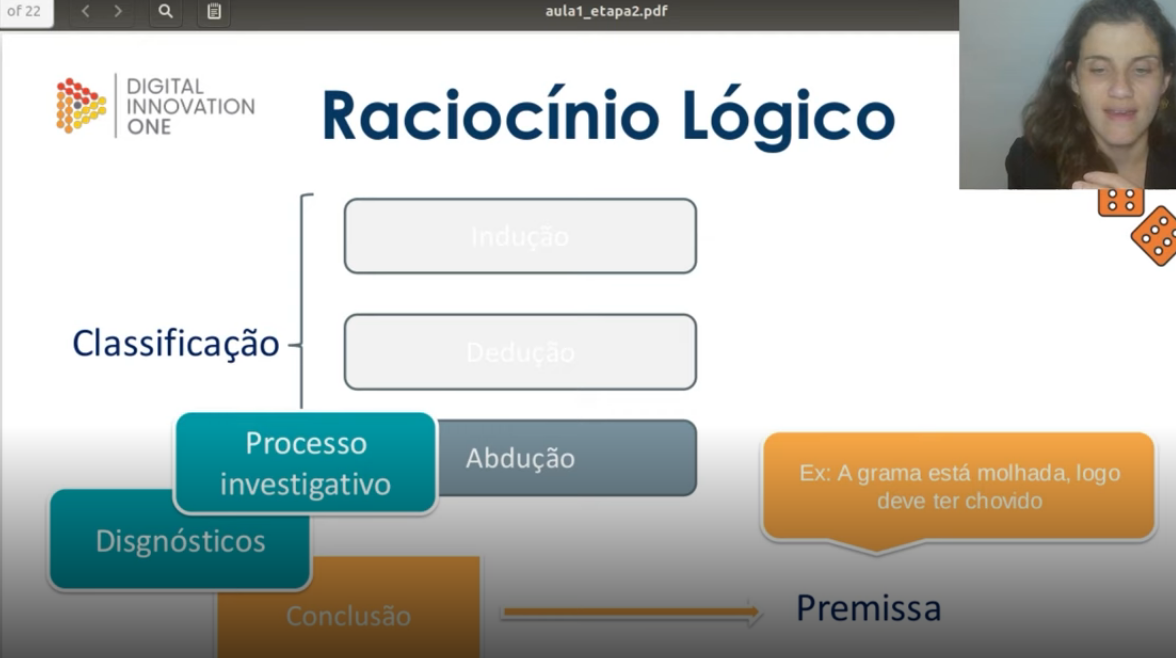 of 22
aula1_etapa2.pdf
DIGITAL
INNOVATION
ONE
Raciocínio Lógico
Indução
Classificação
Dedução
Processo
investigativo
Abdução
Ex: A grama está molhada, logo
deve ter chovido
Disgnósticos
Conclusão
Premissa